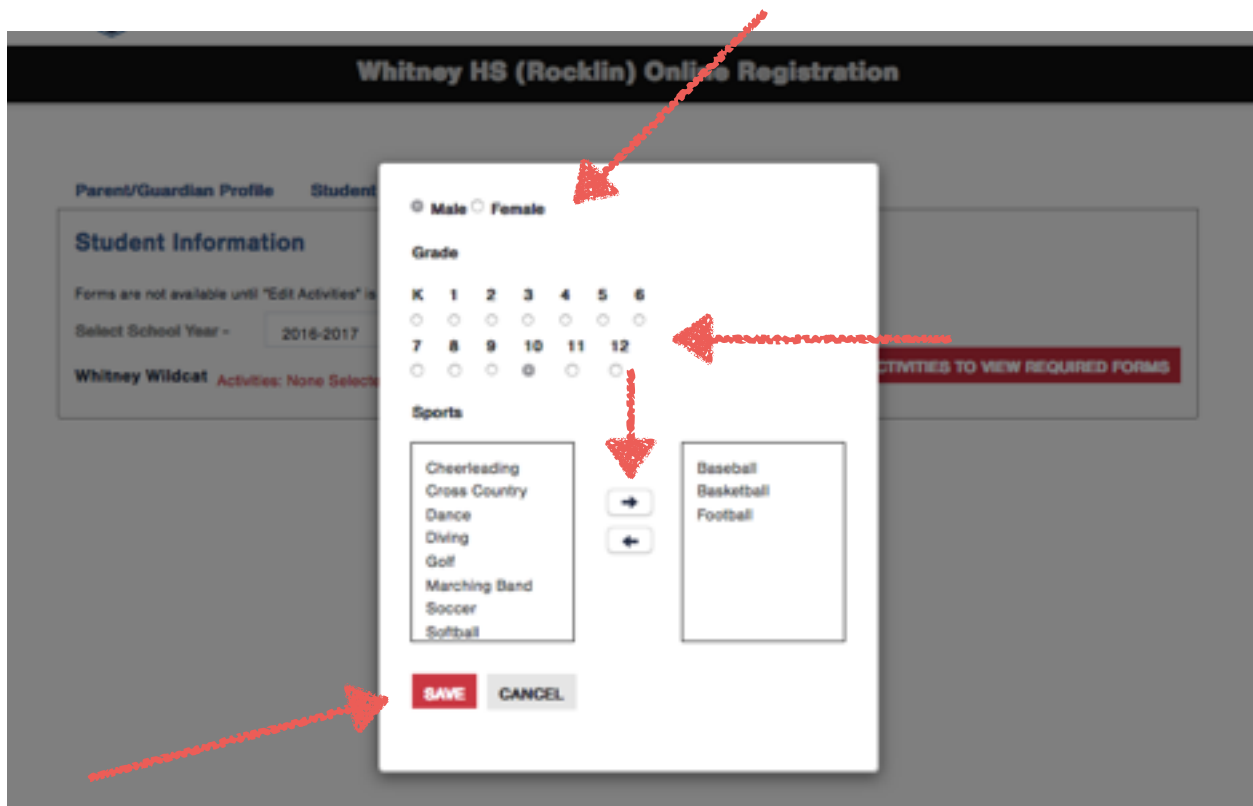 Whitney HS (Rocklin) Online Registration
Parent/Guardian Profile Student
Student Information
Forms are not available until "Edit Activities" is
Select School Year - 2016-2017
Whitney Wildcat Activities: None Selecte
CTIVITIES TO VIEW REQUIRED FORMS
Male Female
Grade
K 1 2 3 4 5 6
7 8 9 10 11 12
Sports
Cheerleading
Cross Country
Dance
Diving
Golf
Marching Band
Soccer
Softball
Baseball
Basketball
Football
SAVE CANCEL